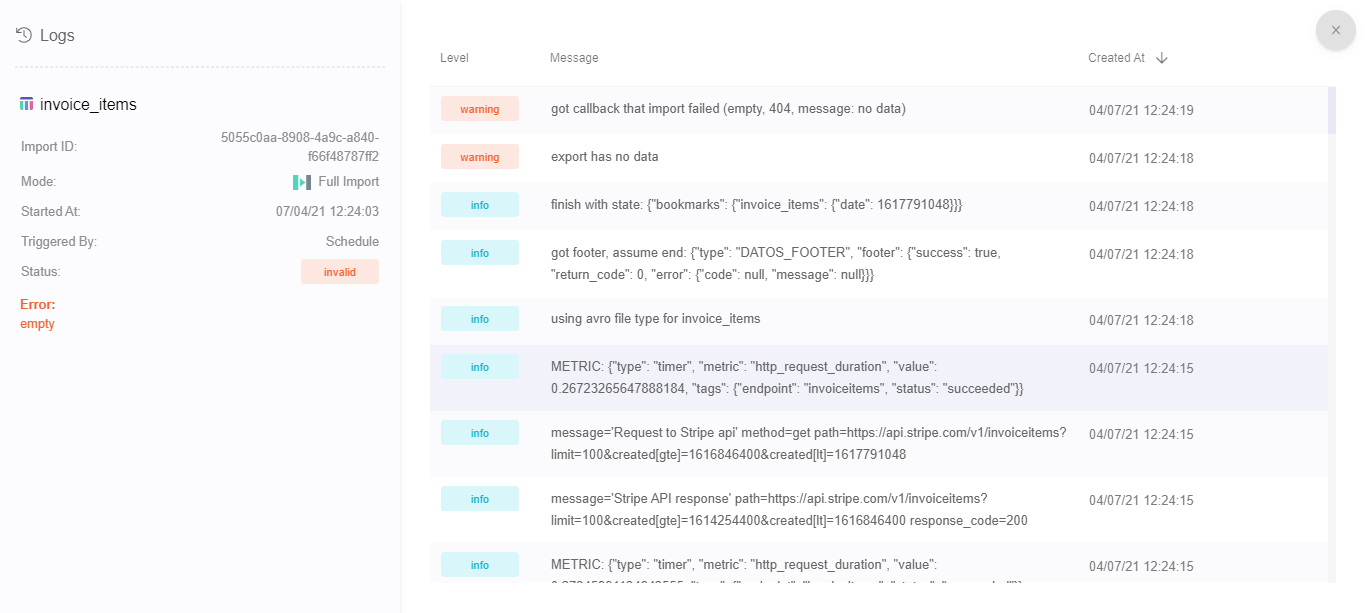 Logs
invoice_items
Import ID:
5055c0aa-8908-4a9c-a840-
f66f48787ff2
Mode:
Full Import
Started At:
07/04/21 12:24:03
Triggered By:
Schedule
Status:
invalid
Error:
empty
Level Message Created At
warning got callback that import failed (empty, 404, message: no data) 04/07/21 12:24:19
warning export has no data 04/07/21 12:24:18
info finish with state: {"bookmarks": {"invoice_items": {"date": 1617791048}}} 04/07/21 12:24:18
info got footer, assume end: {"type": "DATOS_FOOTER", "footer": {"success": true, 04/07/21 12:24:18
"return_code": 0, "error": {"code": null, "message": null}}}
info using avro file type for invoice_items 04/07/21 12:24:18
info METRIC: {"type": "timer", "metric": "http_request_duration", "value": 04/07/21 12:24:15
0.26723265647888184, "tags": {"endpoint": "invoiceitems", "status": "succeeded"}}
info message='Request to Stripe api' method=get path=https://api.stripe.com/v1/invoiceitems? 04/07/21 12:24:15
limit=100&created[gte]=1616846400&created[lt]=1617791048
info message='Stripe API response' path=https://api.stripe.com/v1/invoiceitems? 04/07/21 12:24:15
limit=100&created[gte]=1614254400&created[lt]=1616846400 response_code=200
info METRIC: {"type": "timer", "metric": "http_request_duration", "value": 04/07/21 12:24:15